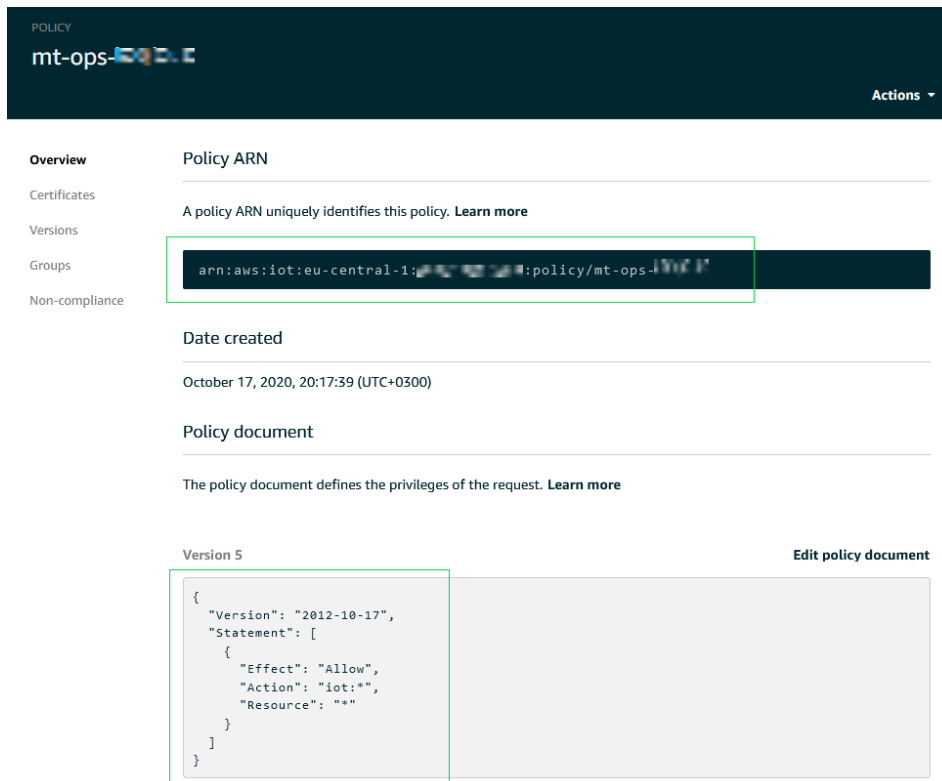 POLICY
mt-ops-
Actions
Overview
Certificates
Versions
Groups
Non-compliance
Policy ARN
A policy ARN uniquely identifies this policy. Learn more
arn:aws:iot:eu-central-1: :policy/mt-ops-
Date created
October 17, 2020, 20:17:39 (UTC+0300)
Policy document
The policy document defines the privileges of the request. Learn more
Version 5
Edit policy document
{
  "Version": "2012-10-17",
  "Statement": [
    {
      "Effect": "Allow",
      "Action": "iot:*",
      "Resource": "*"
    }
  ]
}